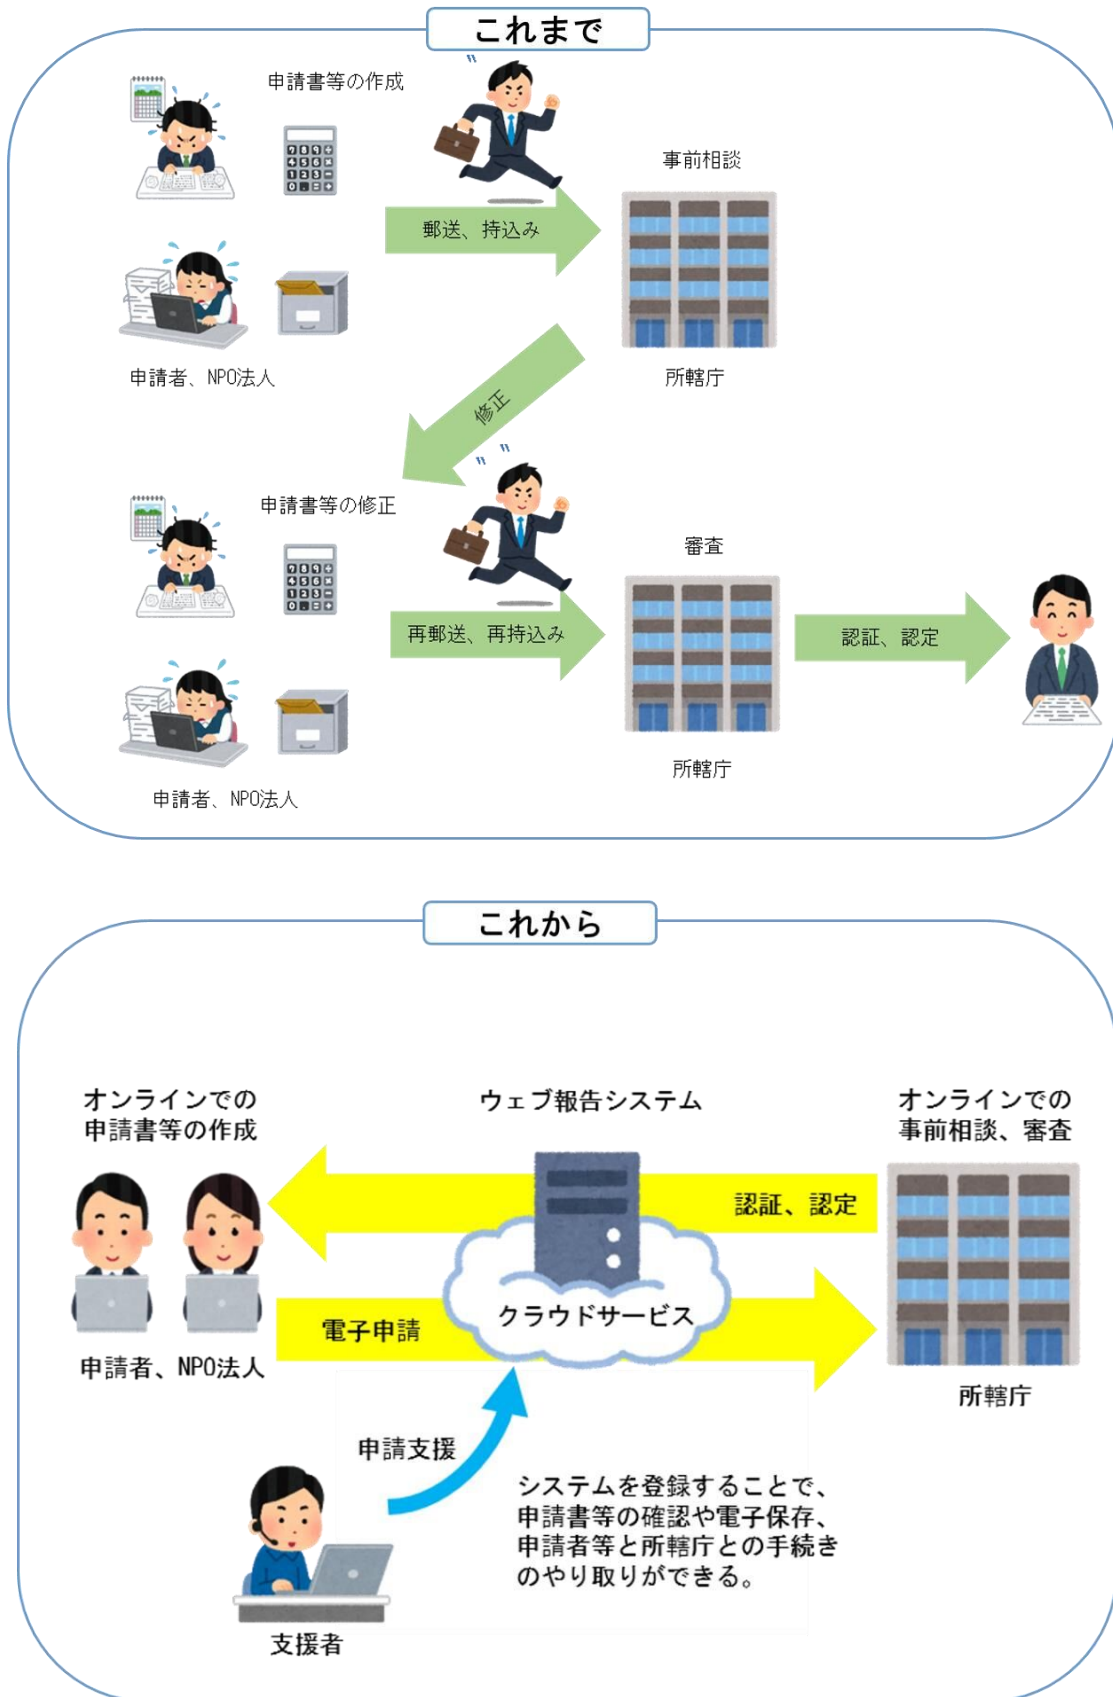 これまで
申請書等の作成
事前相談
郵送、持込み
申請者、NPO法人
所轄庁
修正
申請書等の修正
審査
再郵送、再持込み
認証、認定
所轄庁
申請者、NPO法人
これから
オンラインでの
申請書等の作成
ウェブ報告システム
オンラインでの
事前相談、審査
認証、認定
クラウドサービス
電子申請
申請者、NPO法人
所轄庁
申請支援
システムを登録することで、
申請書等の確認や電子保存、
申請者等と所轄庁との手続き
のやり取りができる。
支援者